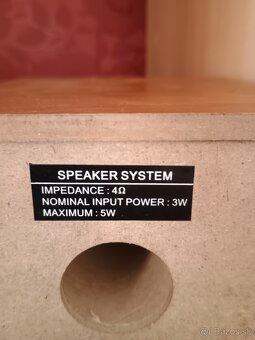 SPEAKER SYSTEM
IMPEDANCE : 4Ω
NOMINAL INPUT POWER : 3W
MAXIMUM : 5W